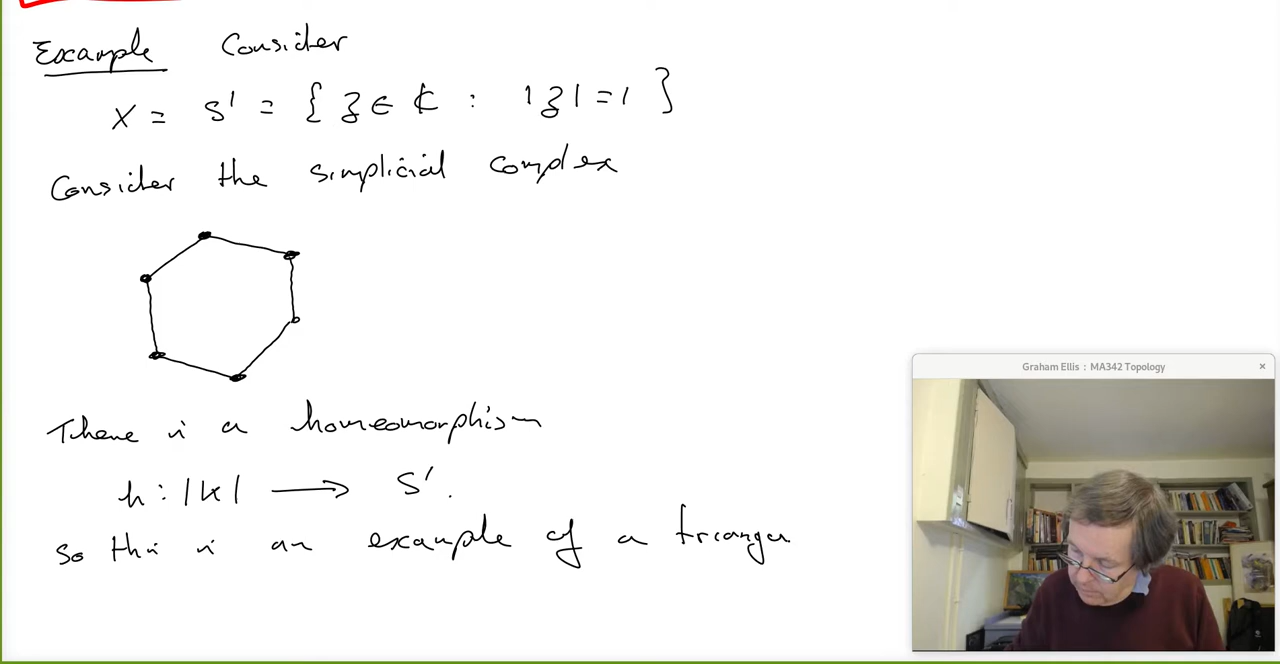 Example Consider
X = S¹ = { z ∈ ℂ : |z| = 1 }
Consider the simplicial complex
There is a homeomorphism
h : |K| ⟶ S¹.
So this is an example of a triangu
Graham Ellis : MA342 Topology